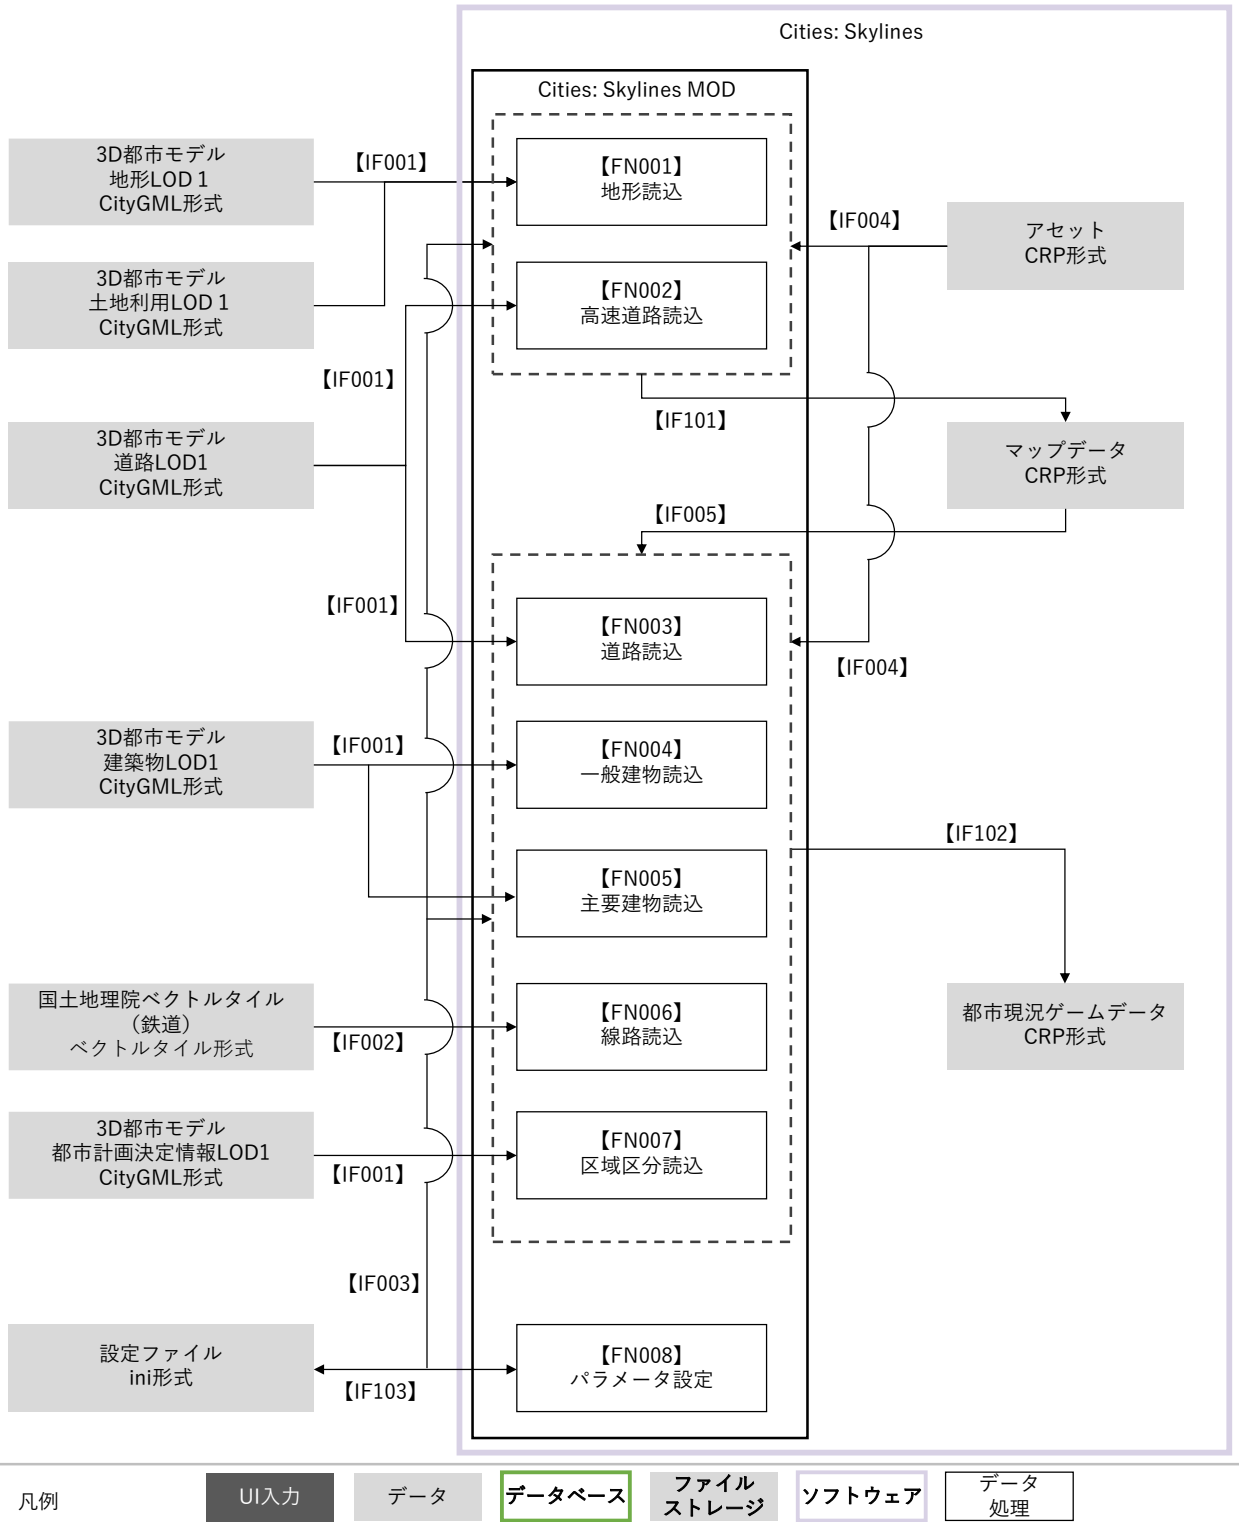 Cities: Skylines
Cities: Skylines MOD
3D都市モデル
地形LOD１
CityGML形式
【IF001】
【FN001】
地形読込
【IF004】
アセット
CRP形式
3D都市モデル
土地利用LOD１
CityGML形式
【FN002】
高速道路読込
【IF001】
【IF101】
3D都市モデル
道路LOD1
CityGML形式
マップデータ
CRP形式
【IF005】
【IF001】
【FN003】
道路読込
【IF004】
3D都市モデル
建築物LOD1
CityGML形式
【IF001】
【FN004】
一般建物読込
【IF102】
【FN005】
主要建物読込
国土地理院ベクトルタイル
（鉄道）
ベクトルタイル形式
【IF002】
【FN006】
線路読込
都市現況ゲームデータ
CRP形式
3D都市モデル
都市計画決定情報LOD1
CityGML形式
【IF001】
【FN007】
区域区分読込
【IF003】
設定ファイル
ini形式
【IF103】
【FN008】
パラメータ設定
凡例
UI入力
データ
データベース
ファイル
ストレージ
ソフトウェア
データ
処理